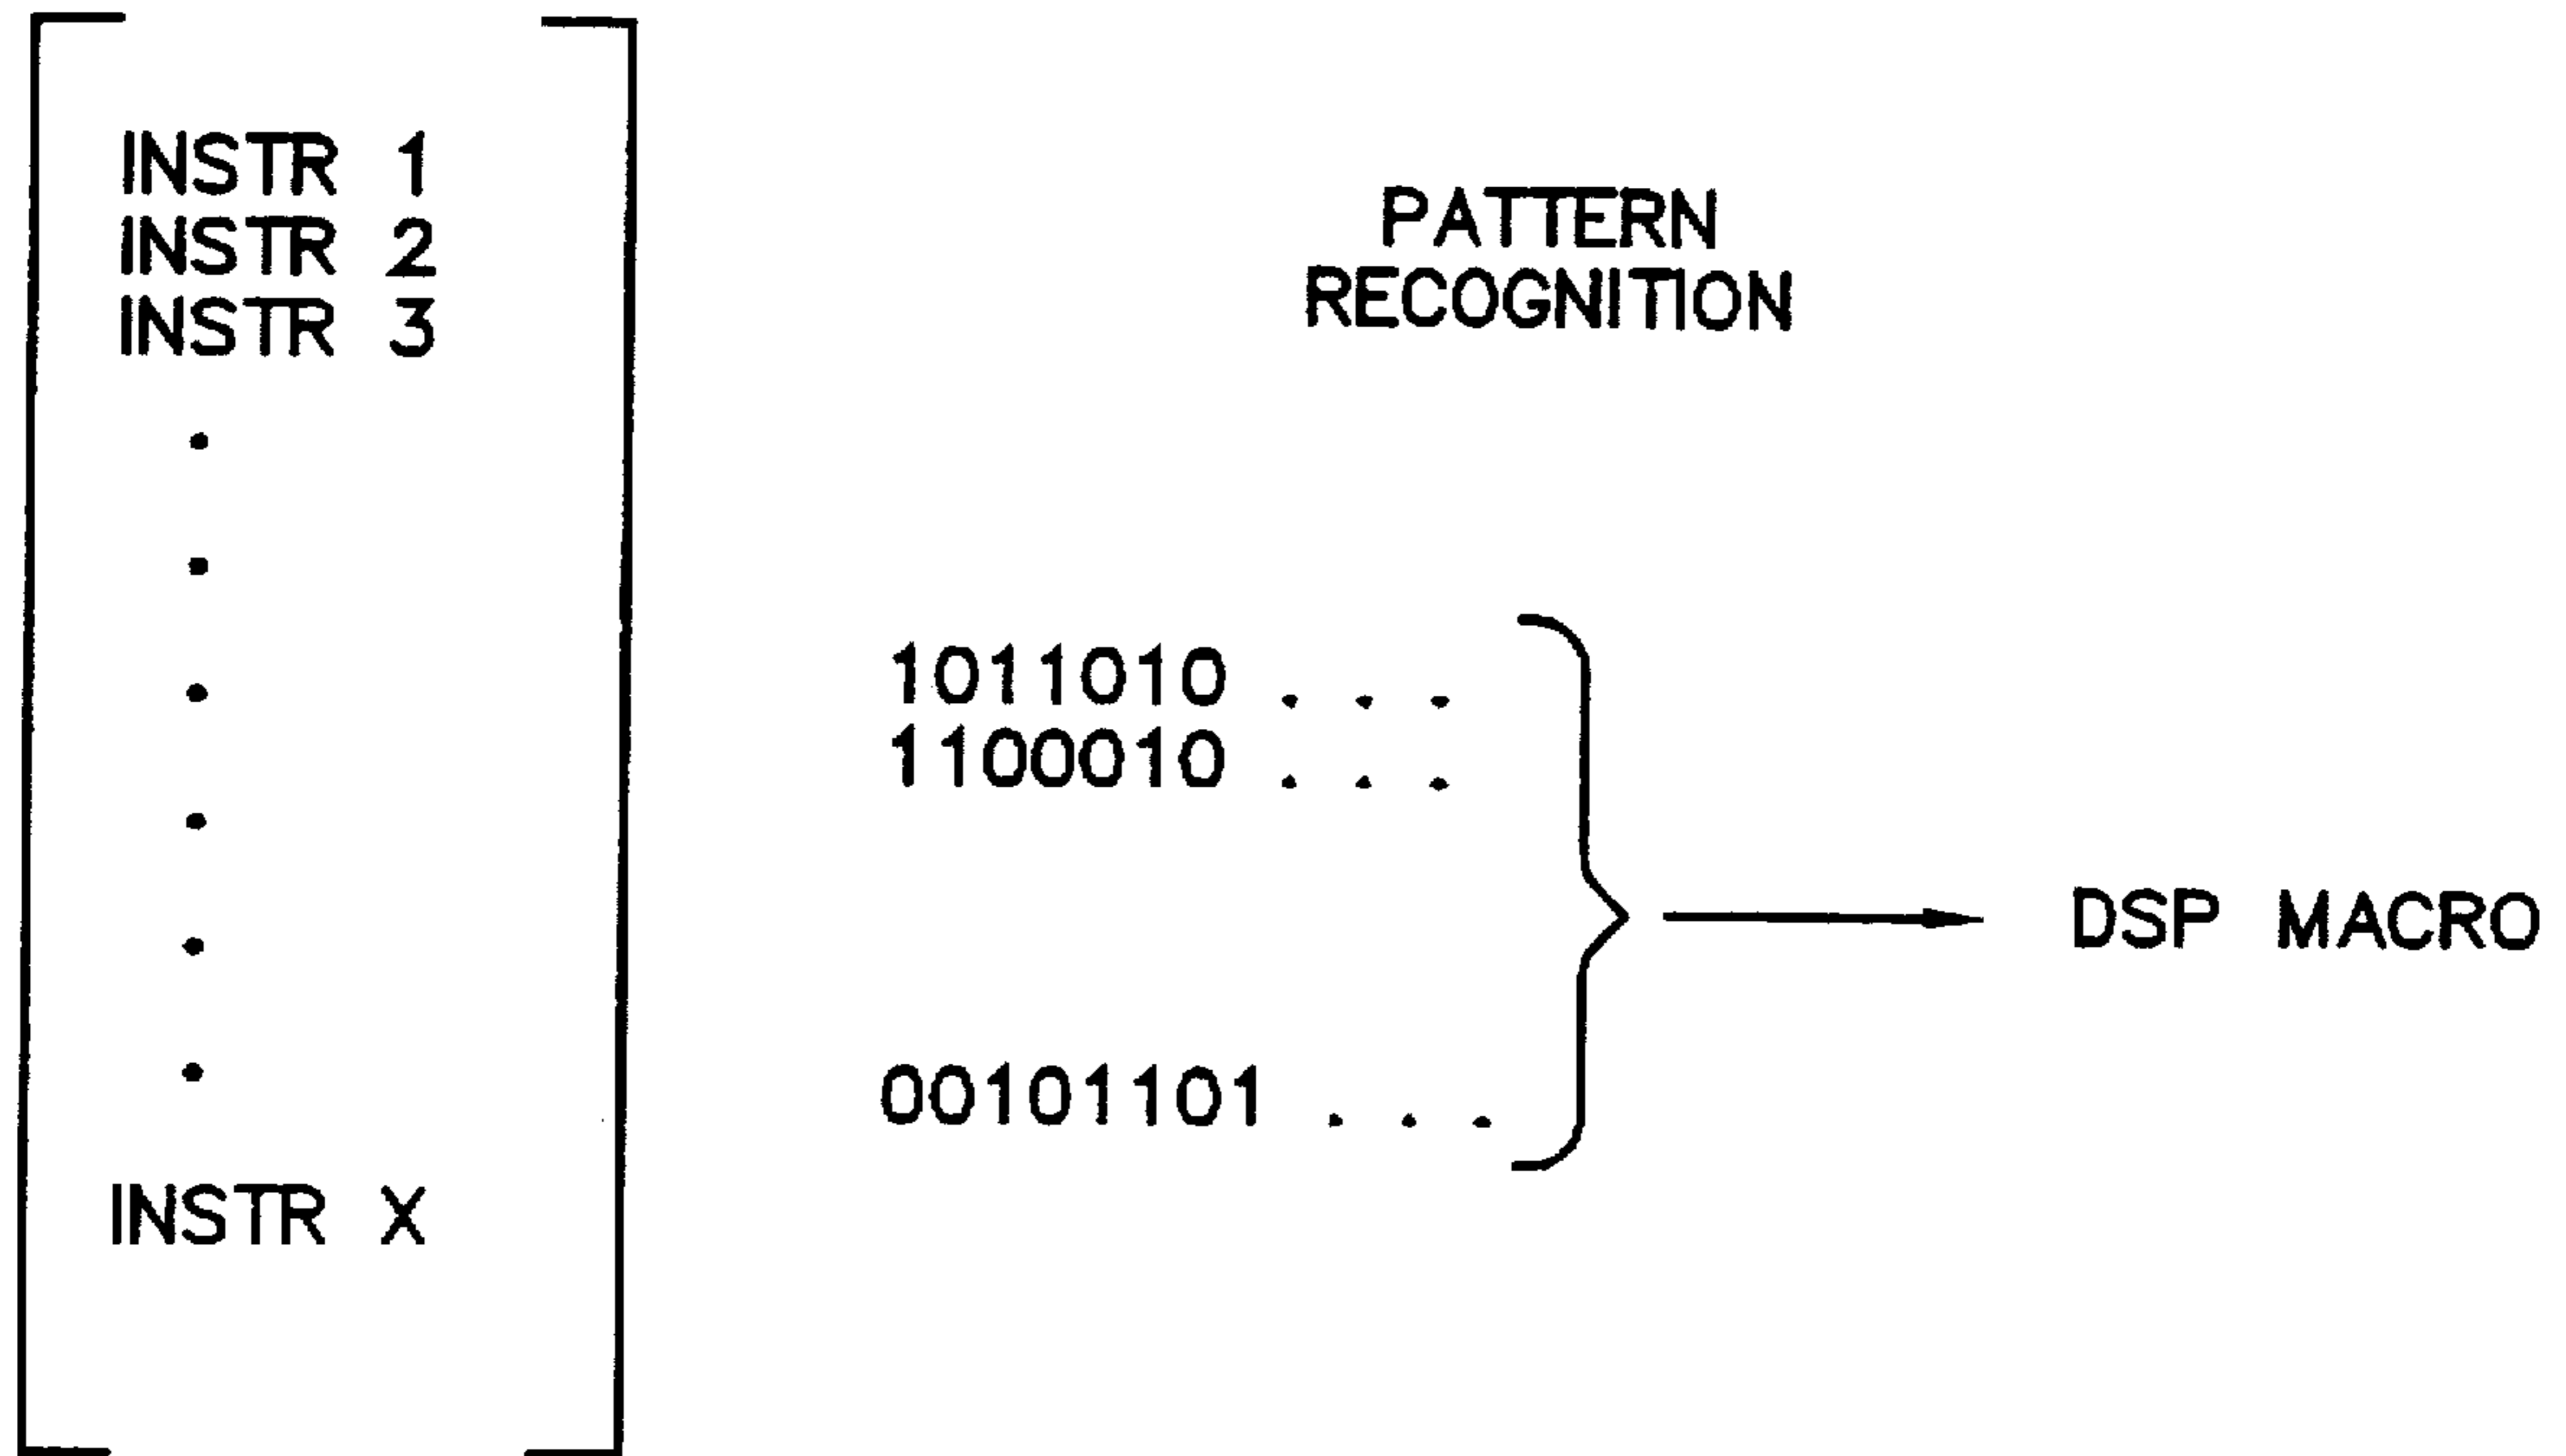 INSTR 1
INSTR 2
INSTR 3
.
.
.
.
.
.
INSTR X
PATTERN
RECOGNITION
1011010 . . .
1100010 . . .
00101101 . . .
DSP MACRO